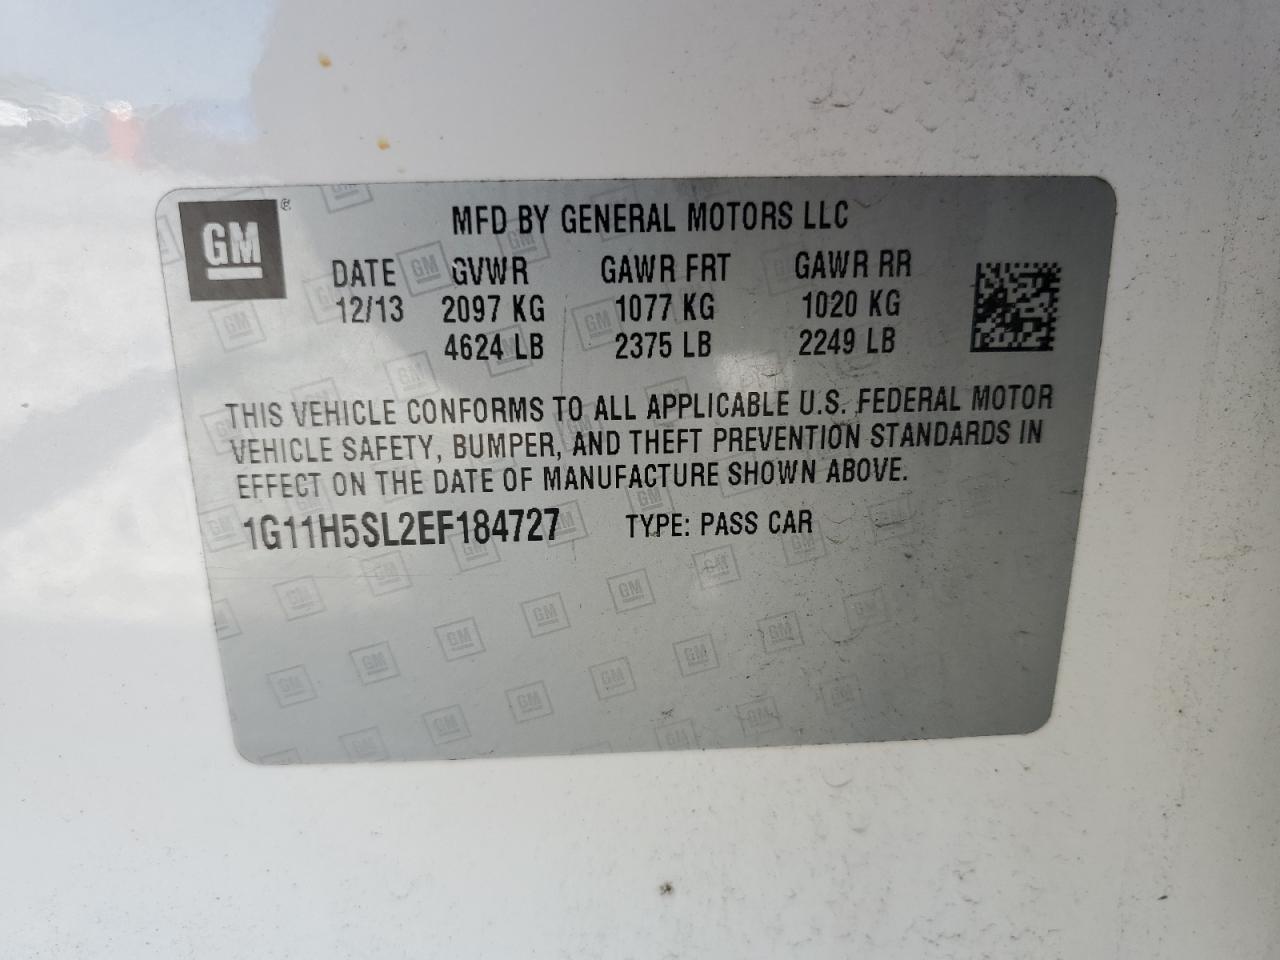 GM ®
MFD BY GENERAL MOTORS LLC
DATE GVWR GAWR FRT GAWR RR
12/13 2097 KG 1077 KG 1020 KG
4624 LB 2375 LB 2249 LB
THIS VEHICLE CONFORMS TO ALL APPLICABLE U.S. FEDERAL MOTOR
VEHICLE SAFETY, BUMPER, AND THEFT PREVENTION STANDARDS IN
EFFECT ON THE DATE OF MANUFACTURE SHOWN ABOVE.
1G11H5SL2EF184727 TYPE: PASS CAR